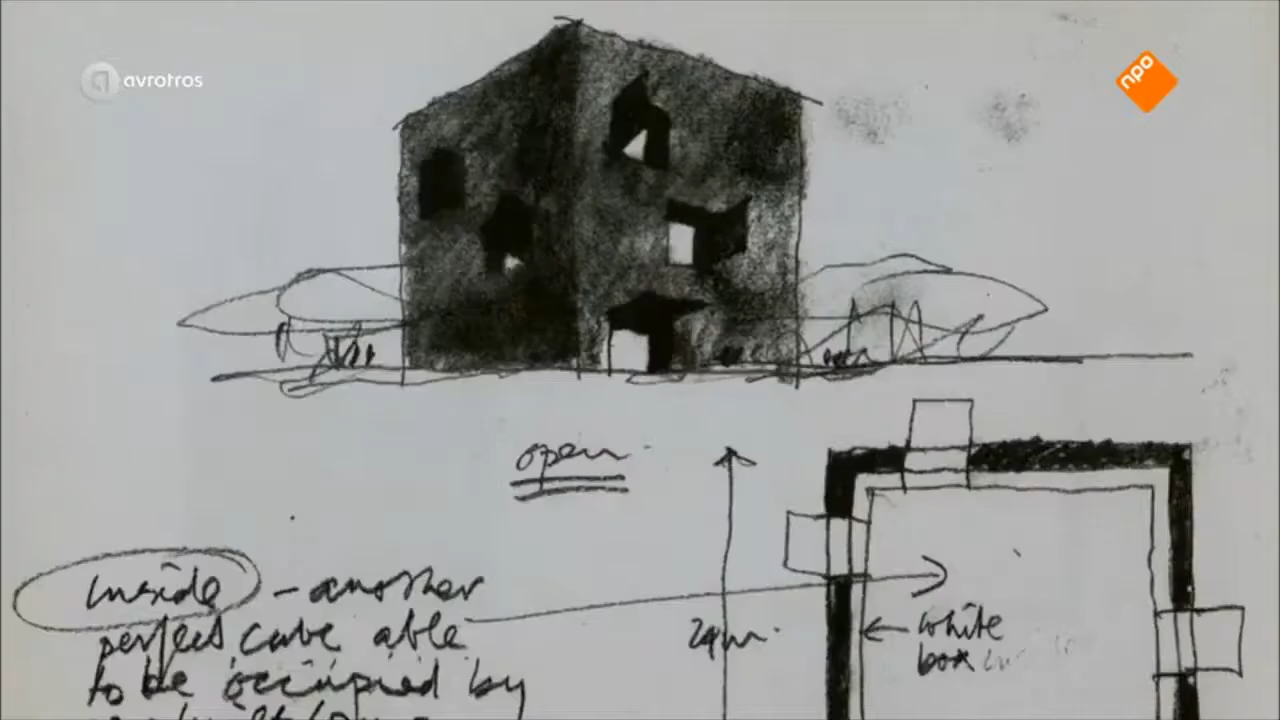 avrotros
npo
open
inside - another
perfect cube able
to be occupied by
24m
white
box